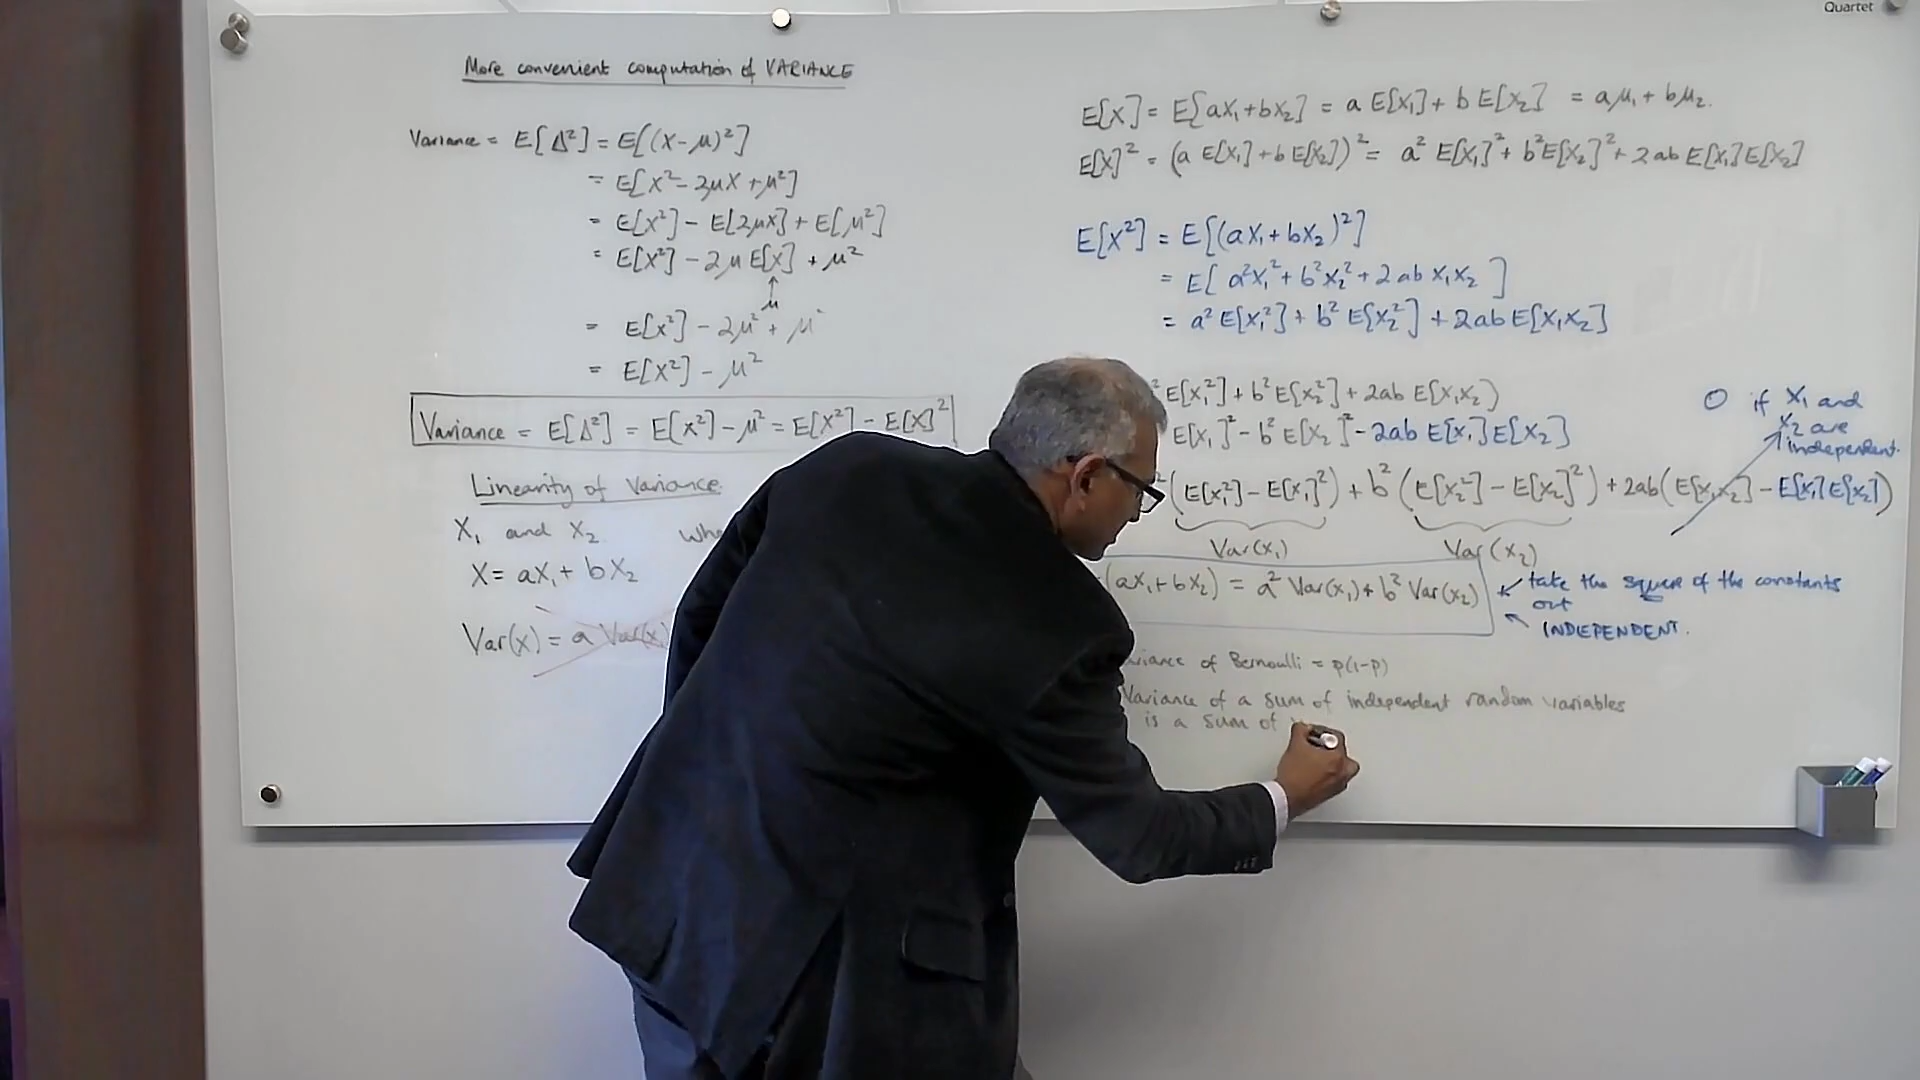 Quartet
More convenient computation of VARIANCE
Variance = E[Δ²] = E[(X-μ)²]
= E[X² - 2μX + μ²]
= E[X²] - E[2μX] + E[μ²]
= E[X²] - 2μ E[X] + μ²
↑
μ
= E[X²] - 2μ² + μ²
= E[X²] - μ²
Variance = E[Δ²] = E[X²] - μ² = E[X²] - E[X]²
Linearity of Variance
X₁ and X₂
X = aX₁ + bX₂
Var(X) = a Var(X₁
E[X] = E[aX₁ + bX₂] = a E[X₁] + b E[X₂] = aμ₁ + bμ₂.
E[X]² = (a E[X₁] + b E[X₂])² = a² E[X₁]² + b² E[X₂]² + 2ab E[X₁] E[X₂]
E[X²] = E[(aX₁ + bX₂)²]
= E[a²X₁² + b²X₂² + 2ab X₁X₂]
= a² E[X₁²] + b² E[X₂²] + 2ab E[X₁X₂]
² E[X₁²] + b² E[X₂²] + 2ab E[X₁X₂)
E[X₁]² - b² E[X₂]² - 2ab E[X₁] E[X₂]
0 if X₁ and
X₂ are
independent.
²(E[X₁²] - E[X₁]²) + b²(E[X₂²] - E[X₂]²) + 2ab(E[X₁X₂] - E[X₁] E[X₂])
Var(X₁) Var(X₂)
(aX₁ + bX₂) = a² Var(X₁) + b² Var(X₂)
take the square of the constants
out
INDEPENDENT.
of Bernoulli = p(1-p)
Variance of a sum of independent random variables
is a sum of